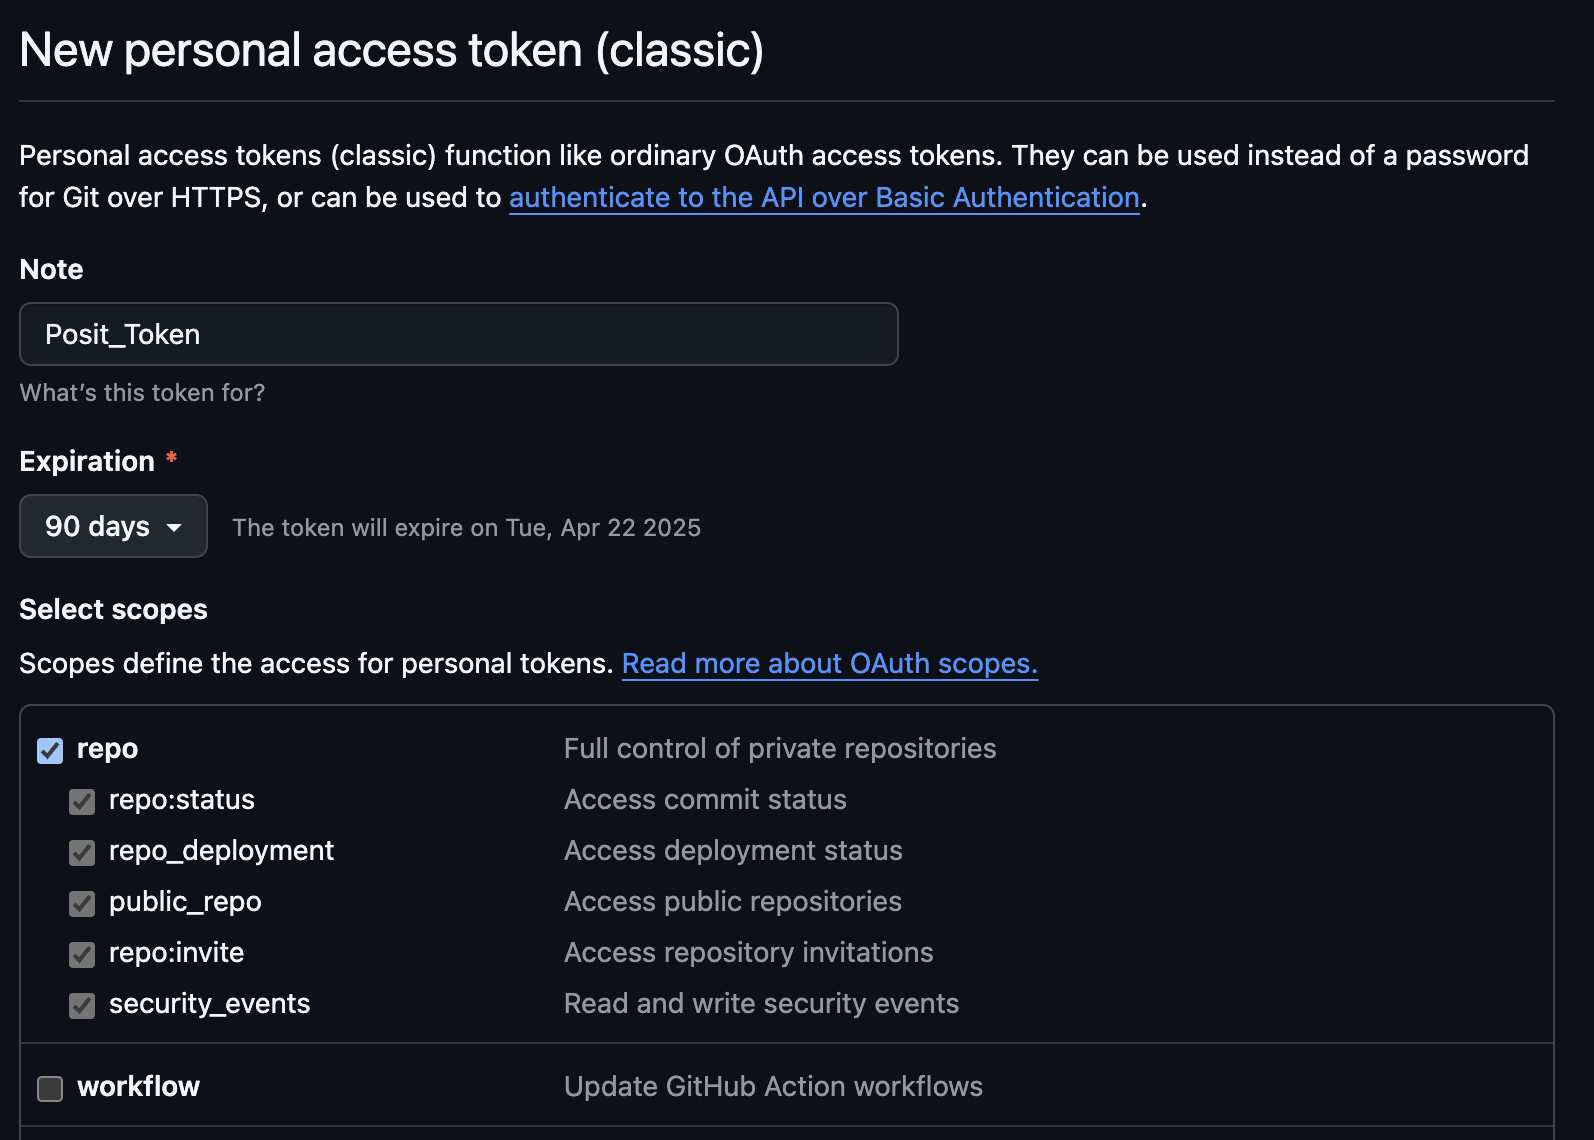 New personal access token (classic)
Personal access tokens (classic) function like ordinary OAuth access tokens. They can be used instead of a password
for Git over HTTPS, or can be used to authenticate to the API over Basic Authentication.
Note
Posit_Token
What's this token for?
Expiration *
90 days The token will expire on Tue, Apr 22 2025
Select scopes
Scopes define the access for personal tokens. Read more about OAuth scopes.
repo Full control of private repositories
repo:status Access commit status
repo_deployment Access deployment status
public_repo Access public repositories
repo:invite Access repository invitations
security_events Read and write security events
workflow Update GitHub Action workflows